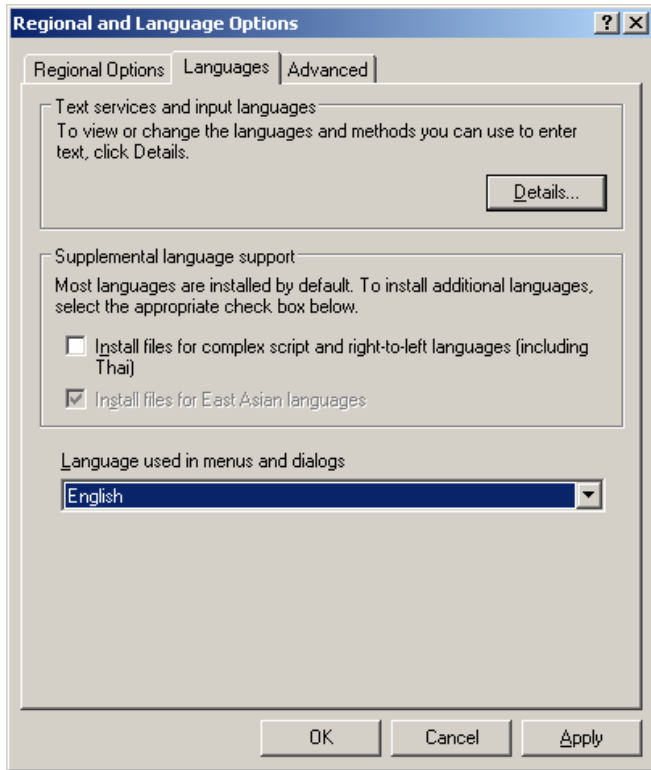 Regional and Language Options
Regional Options Languages Advanced
Text services and input languages
To view or change the languages and methods you can use to enter
text, click Details.
Details...
Supplemental language support
Most languages are installed by default. To install additional languages,
select the appropriate check box below.
Install files for complex script and right-to-left languages (including
Thai)
Install files for East Asian languages
Language used in menus and dialogs
English
OK Cancel Apply